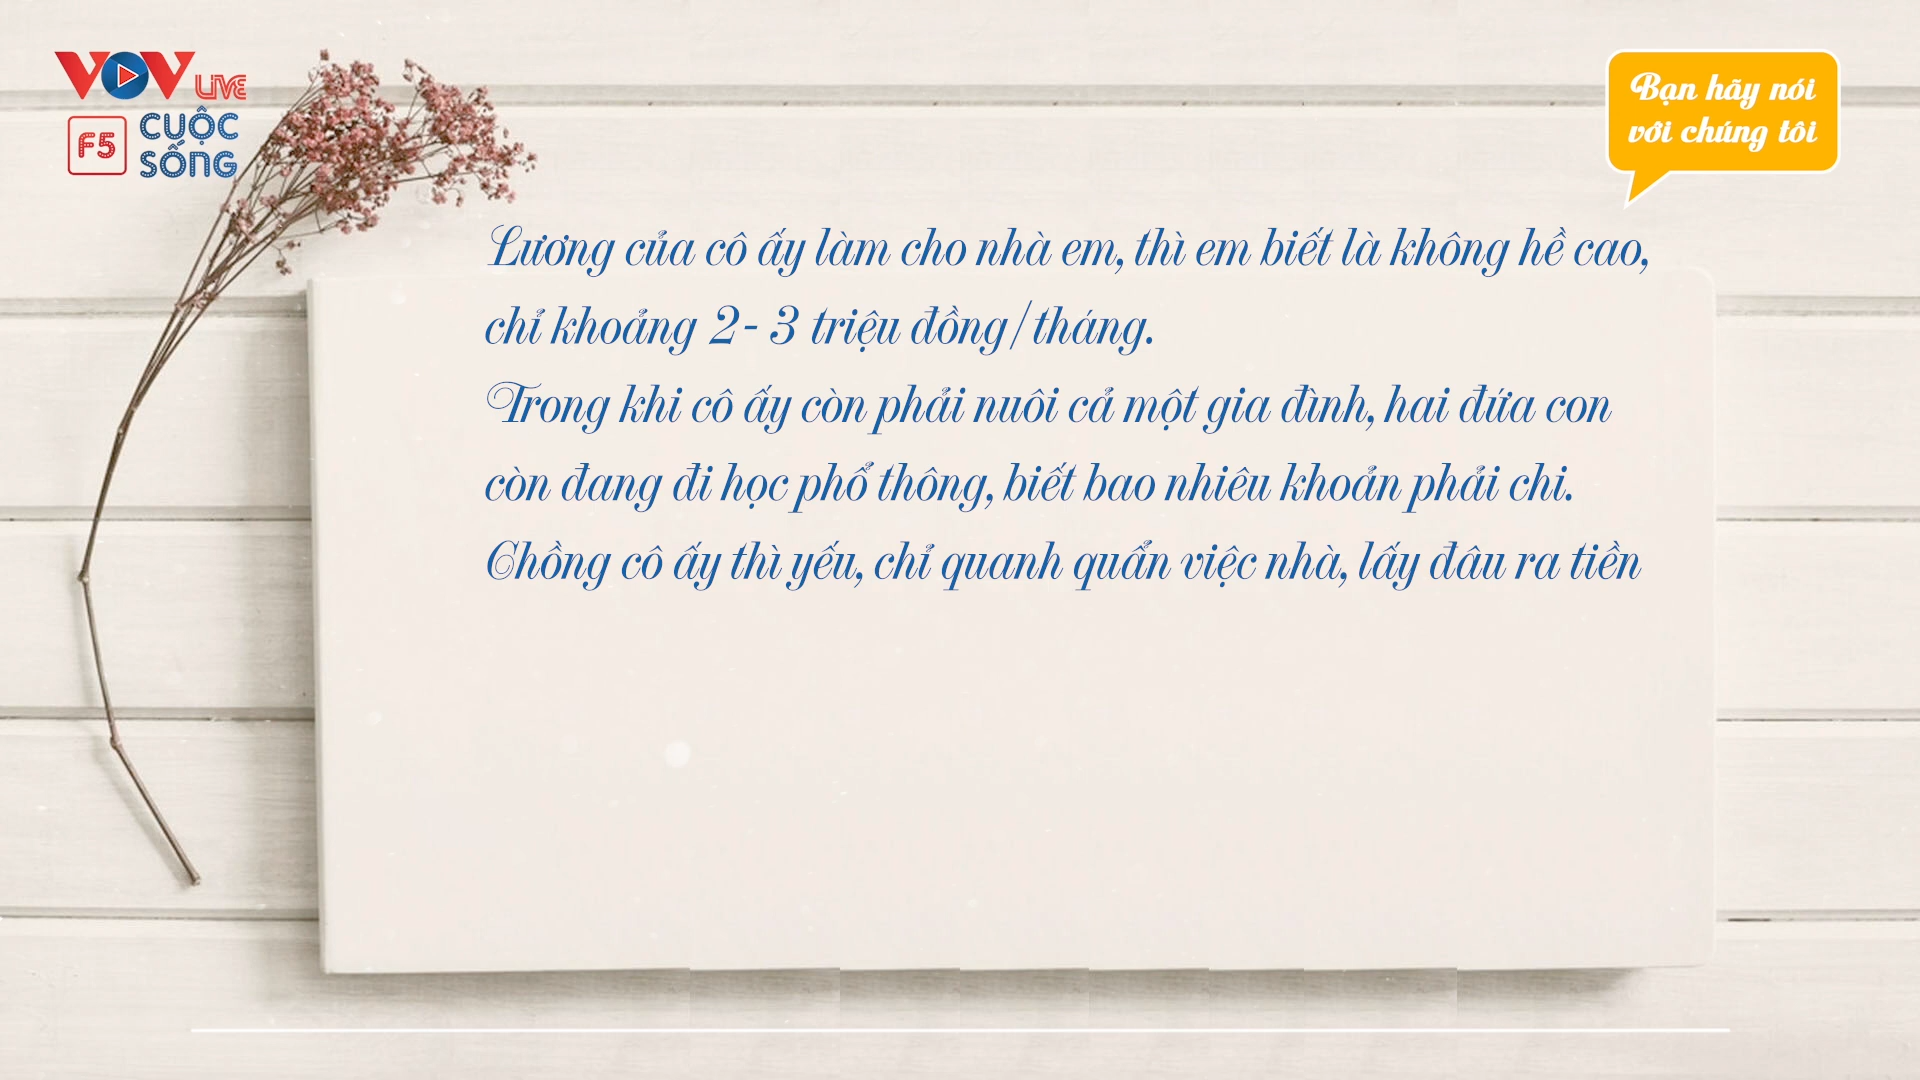 VOV LIVE
F5 CUỘC
SỐNG
Bạn hãy nói
với chúng tôi
Lương của cô ấy làm cho nhà em, thì em biết là không hề cao,
chỉ khoảng 2- 3 triệu đồng/tháng.
Trong khi cô ấy còn phải nuôi cả một gia đình, hai đứa con
còn đang đi học phổ thông, biết bao nhiêu khoản phải chi.
Chồng cô ấy thì yếu, chỉ quanh quẩn việc nhà, lấy đâu ra tiền